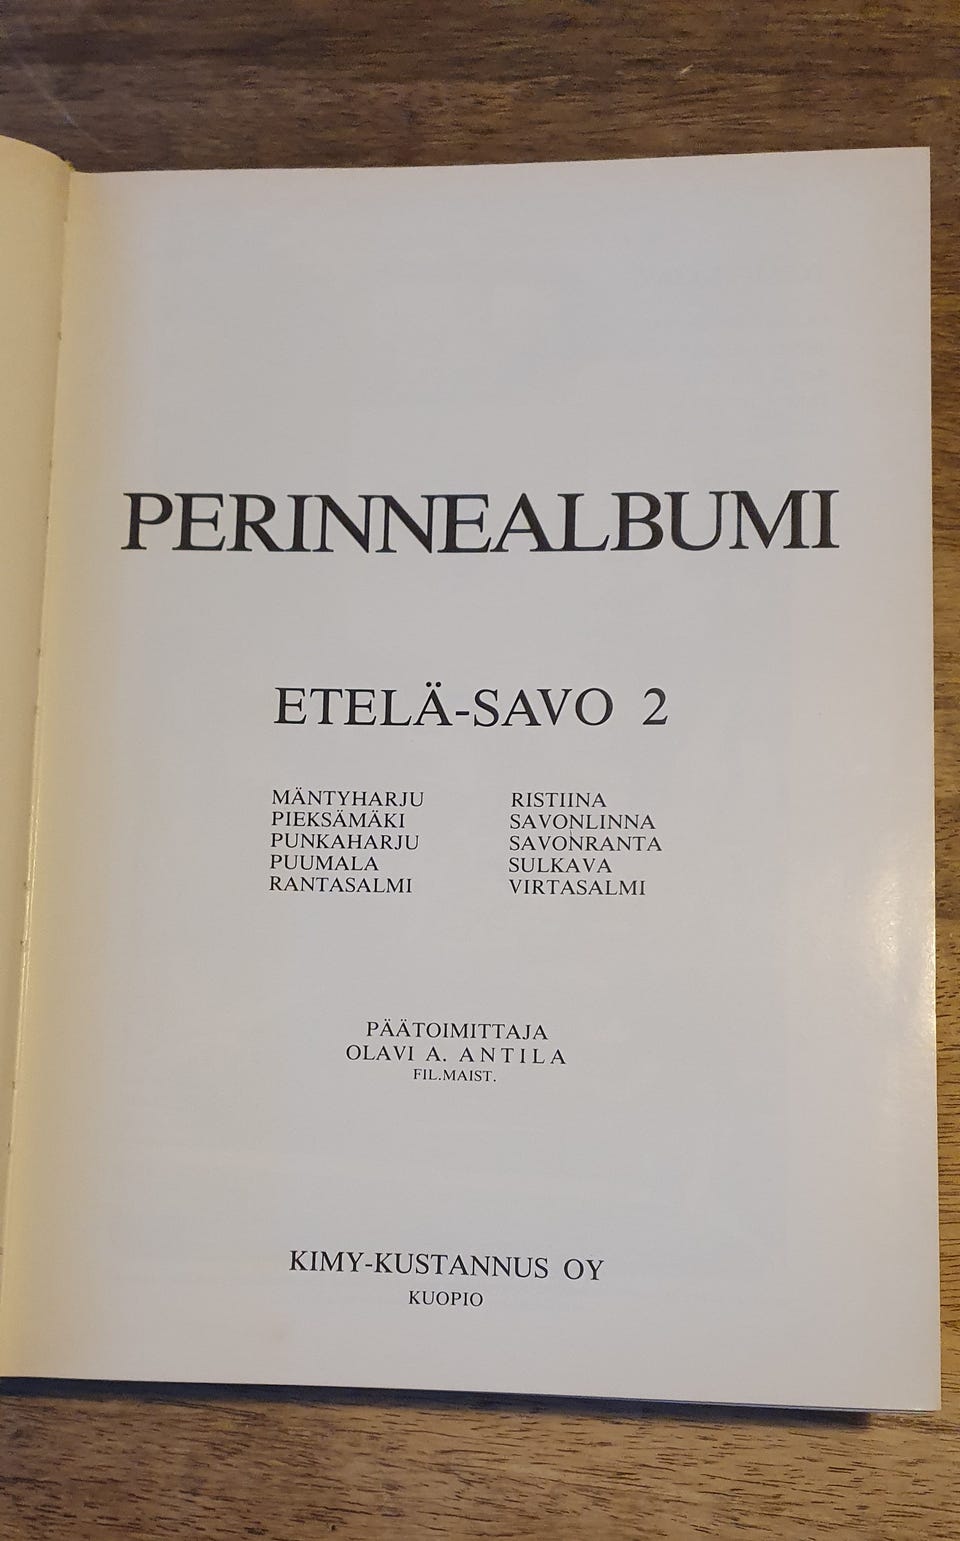 PERINNEALBUMI
ETELÄ-SAVO 2
MÄNTYHARJU
PIEKSÄMÄKI
PUNKAHARJU
PUUMALA
RANTASALMI
RISTIINA
SAVONLINNA
SAVONRANTA
SULKAVA
VIRTASALMI
PÄÄTOIMITTAJA
OLAVI A. ANTILA
FIL.MAIST.
KIMY-KUSTANNUS OY
KUOPIO